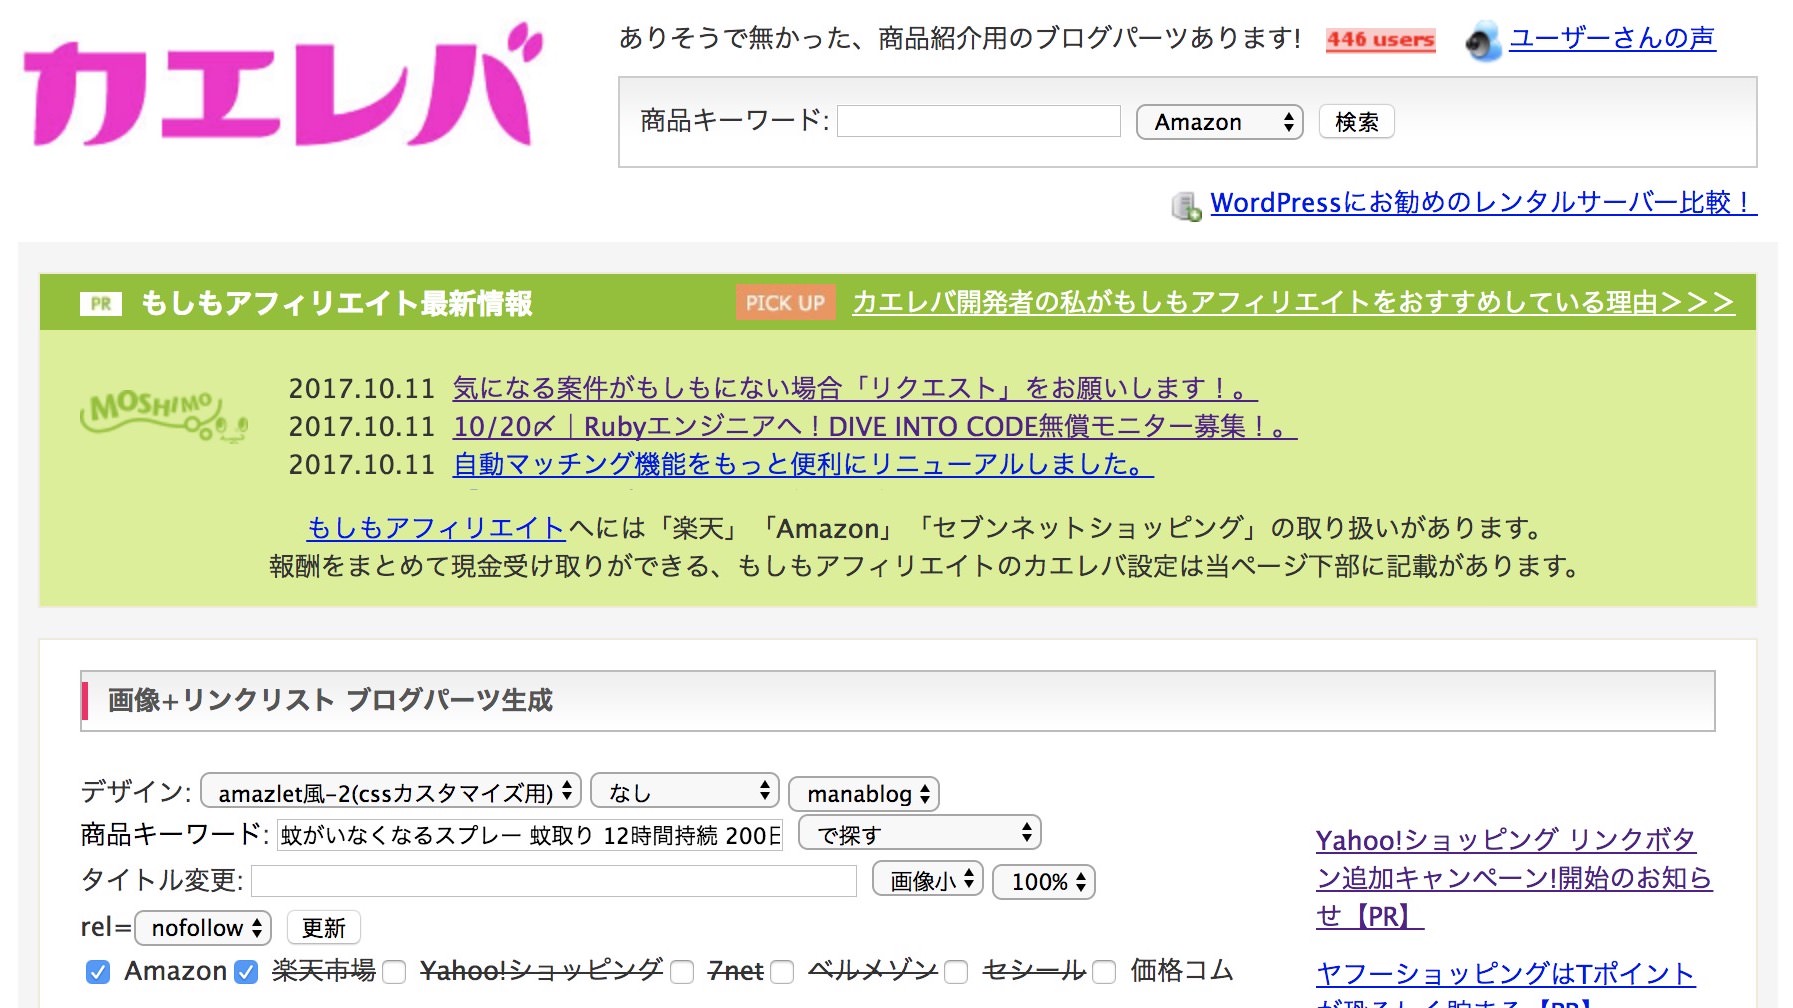 カエレバ
ありそうで無かった、商品紹介用のブログパーツあります! 446 users ユーザーさんの声
商品キーワード: Amazon 検索
WordPressにお勧めのレンタルサーバー比較！
PR もしもアフィリエイト最新情報 PICK UP カエレバ開発者の私がもしもアフィリエイトをおすすめしている理由＞＞＞
MOSHIMO
2017.10.11 気になる案件がもしもにない場合「リクエスト」をお願いします！。
2017.10.11 10/20〆｜Rubyエンジニアへ！DIVE INTO CODE無償モニター募集！。
2017.10.11 自動マッチング機能をもっと便利にリニューアルしました。
もしもアフィリエイトへには「楽天」「Amazon」「セブンネットショッピング」の取り扱いがあります。
報酬をまとめて現金受け取りができる、もしもアフィリエイトのカエレバ設定は当ページ下部に記載があります。
画像+リンクリスト ブログパーツ生成
デザイン: amazlet風-2(cssカスタマイズ用) なし manablog
商品キーワード: 蚊がいなくなるスプレー 蚊取り 12時間持続 200日 で探す
タイトル変更: 画像小 100%
rel= nofollow 更新
Amazon 楽天市場 Yahoo!ショッピング 7net ベルメゾン セシール 価格コム
Yahoo!ショッピング リンクボタ
ン追加キャンペーン!開始のお知ら
せ【PR】
ヤフーショッピングはTポイント